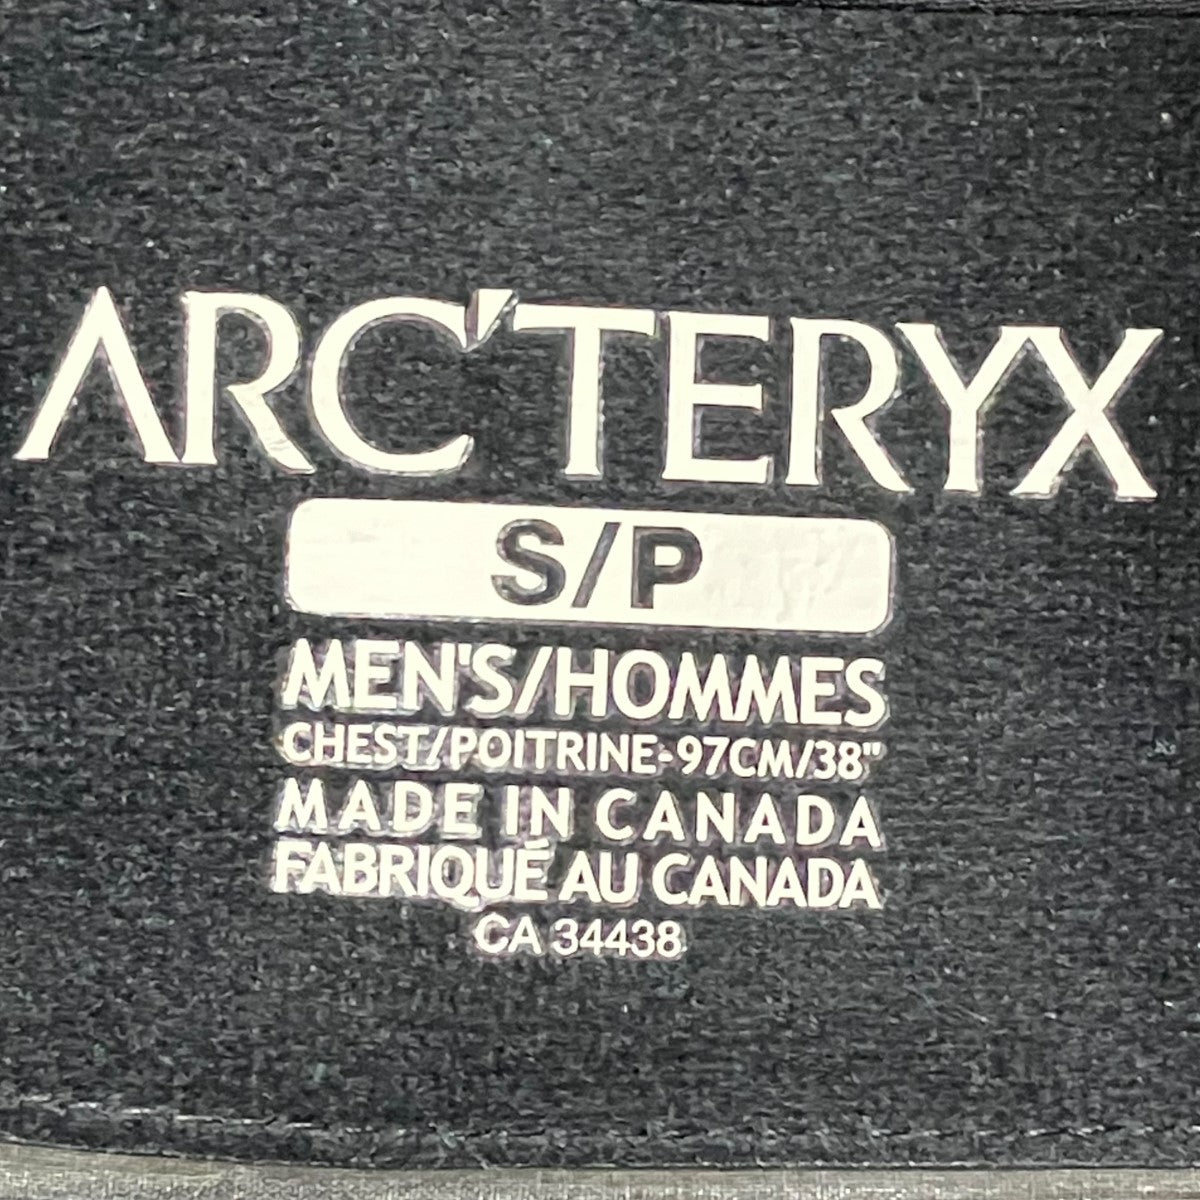 ARC'TERYX
S/P
MEN'S/HOMMES
CHEST/POITRINE-97CM/38"
MADE IN CANADA
FABRIQUÉ AU CANADA
CA 34438